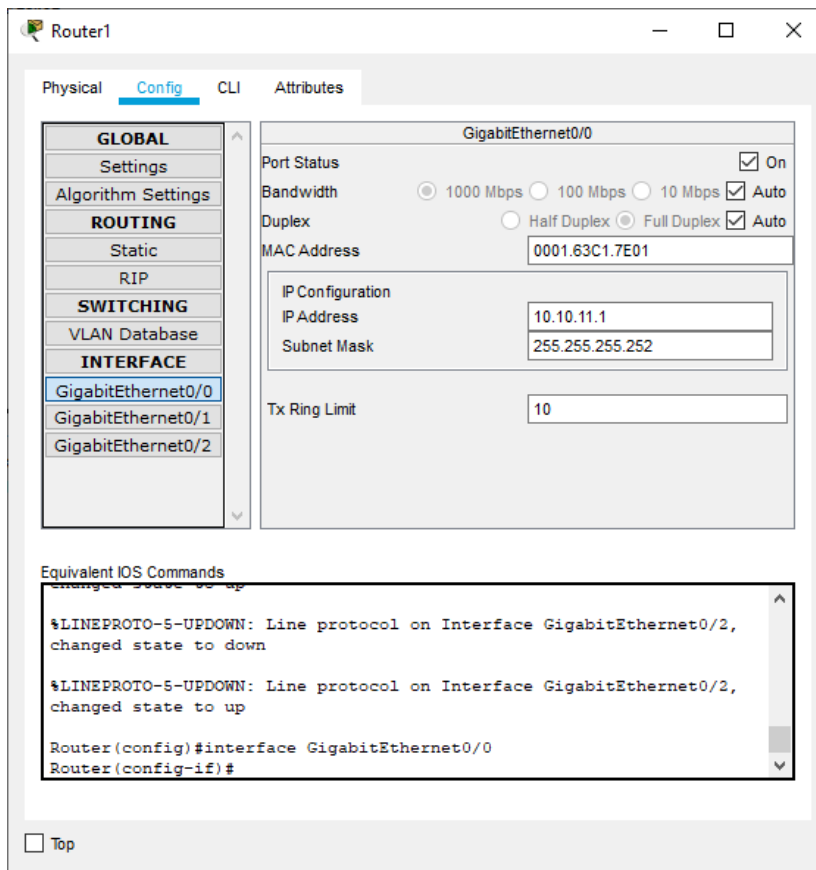 Router1
Physical Config CLI Attributes
GLOBAL
Settings
Algorithm Settings
ROUTING
Static
RIP
SWITCHING
VLAN Database
INTERFACE
GigabitEthernet0/0
GigabitEthernet0/1
GigabitEthernet0/2
GigabitEthernet0/0
Port Status On
Bandwidth 1000 Mbps 100 Mbps 10 Mbps Auto
Duplex Half Duplex Full Duplex Auto
MAC Address 0001.63C1.7E01
IP Configuration
IP Address 10.10.11.1
Subnet Mask 255.255.255.252
Tx Ring Limit 10
Equivalent IOS Commands
changed state to up
%LINEPROTO-5-UPDOWN: Line protocol on Interface GigabitEthernet0/2,
changed state to down
%LINEPROTO-5-UPDOWN: Line protocol on Interface GigabitEthernet0/2,
changed state to up
Router(config)#interface GigabitEthernet0/0
Router(config-if)#
Top